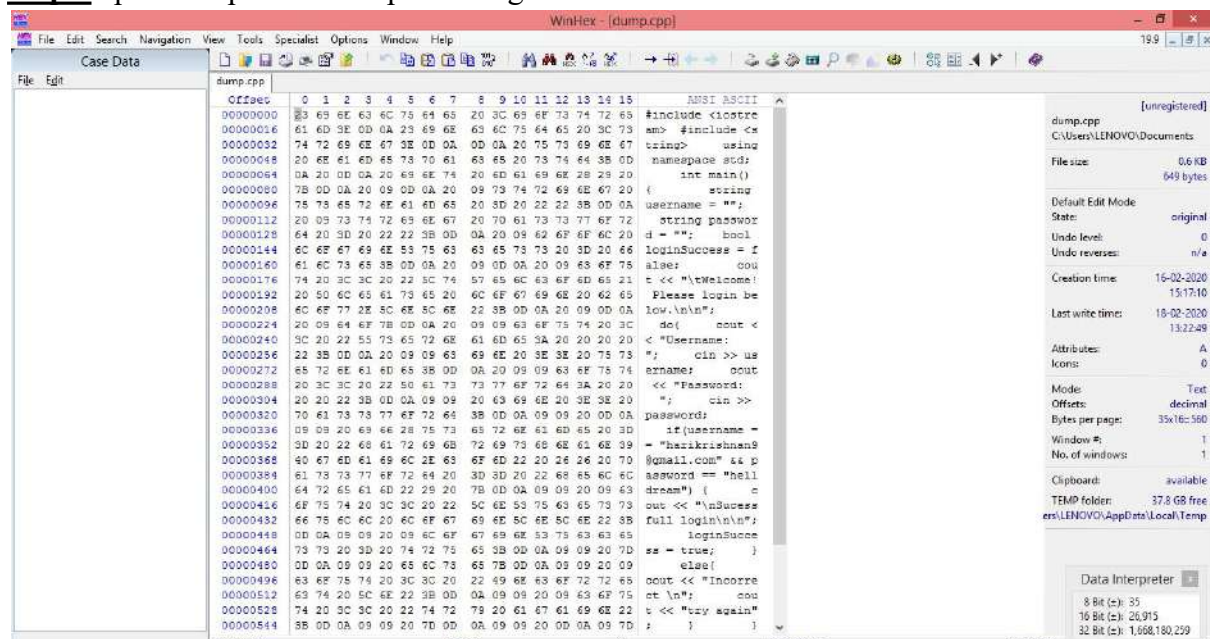 WinHex - [dump.cpp]
File Edit Search Navigation View Tools Specialist Options Window Help
19.9
Case Data
File Edit
dump.cpp
Offset 0 1 2 3 4 5 6 7 8 9 10 11 12 13 14 15 ANSI ASCII
00000000 23 69 6E 63 6C 75 64 65 20 3C 69 6F 73 74 72 65 #include <iostre
00000016 61 6D 3E 0D 0A 23 69 6E 63 6C 75 64 65 20 3C 73 am> #include <s
00000032 74 72 69 6E 67 3E 0D 0A 0D 0A 20 75 73 69 6E 67 tring> using
00000048 20 6E 61 6D 65 73 70 61 63 65 20 73 74 64 3B 0D namespace std;
00000064 0A 20 0D 0A 20 69 6E 74 20 6D 61 69 6E 28 29 20 int main()
00000080 7B 0D 0A 20 09 0D 0A 20 09 73 74 72 69 6E 67 20 { string
00000096 75 73 65 72 6E 61 6D 65 20 3D 20 22 22 3B 0D 0A username = "";
00000112 20 09 73 74 72 69 6E 67 20 70 61 73 73 77 6F 72 string passwor
00000128 64 20 3D 20 22 22 3B 0D 0A 20 09 62 6F 6F 6C 20 d = ""; bool
00000144 6C 6F 67 69 6E 53 75 63 63 65 73 73 20 3D 20 66 loginSuccess = f
00000160 61 6C 73 65 3B 0D 0A 20 09 0D 0A 20 09 63 6F 75 alse; cou
00000176 74 20 3C 3C 20 22 5C 74 57 65 6C 63 6F 6D 65 21 t << "\tWelcome!
00000192 20 50 6C 65 61 73 65 20 6C 6F 67 69 6E 20 62 65 Please login be
00000208 6C 6F 77 2E 5C 6E 5C 6E 22 3B 0D 0A 20 09 0D 0A low.\n\n";
00000224 20 09 64 6F 7B 0D 0A 20 09 09 63 6F 75 74 20 3C do{ cout <
00000240 3C 20 22 55 73 65 72 6E 61 6D 65 3A 20 20 20 20 < "Username:
00000256 22 3B 0D 0A 20 09 09 63 69 6E 20 3E 3E 20 75 73 "; cin >> us
00000272 65 72 6E 61 6D 65 3B 0D 0A 20 09 09 63 6F 75 74 ername; cout
00000288 20 3C 3C 20 22 50 61 73 73 77 6F 72 64 3A 20 20 << "Password:
00000304 20 20 22 3B 0D 0A 09 09 20 63 69 6E 20 3E 3E 20 "; cin >>
00000320 70 61 73 73 77 6F 72 64 3B 0D 0A 09 09 20 0D 0A password;
00000336 09 09 20 69 66 28 75 73 65 72 6E 61 6D 65 20 3D if(username =
00000352 3D 20 22 68 61 72 69 6B 72 69 73 68 6E 61 6E 39 = "harikrishnan9
00000368 40 67 6D 61 69 6C 2E 63 6F 6D 22 20 26 26 20 70 @gmail.com" && p
00000384 61 73 73 77 6F 72 64 20 3D 3D 20 22 68 65 6C 6C assword == "hell
00000400 64 72 65 61 6D 22 29 20 7B 0D 0A 09 09 20 09 63 dream") { c
00000416 6F 75 74 20 3C 3C 20 22 5C 6E 53 75 63 65 73 73 out << "\nSucess
00000432 66 75 6C 6C 20 6C 6F 67 69 6E 5C 6E 5C 6E 22 3B full login\n\n";
00000448 0D 0A 09 09 20 09 6C 6F 67 69 6E 53 75 63 63 65 loginSucce
00000464 73 73 20 3D 20 74 72 75 65 3B 0D 0A 09 09 20 7D ss = true; }
00000480 0D 0A 09 09 20 65 6C 73 65 7B 0D 0A 09 09 20 09 else{
00000496 63 6F 75 74 20 3C 3C 20 22 49 6E 63 6F 72 72 65 cout << "Incorre
00000512 63 74 20 5C 6E 22 3B 0D 0A 09 09 20 09 63 6F 75 ct \n"; cou
00000528 74 20 3C 3C 20 22 74 72 79 20 61 67 61 69 6E 22 t << "try again"
00000544 3B 0D 0A 09 09 20 7D 0D 0A 09 09 20 0D 0A 09 7D ; } }
[unregistered]
dump.cpp
C:\Users\LENOVO\Documents
File size: 0.6 KB
649 bytes
Default Edit Mode
State: original
Undo level: 0
Undo reverses: n/a
Creation time: 16-02-2020
15:17:10
Last write time: 18-02-2020
13:22:49
Attributes: A
Icons: 0
Mode: Text
Offsets: decimal
Bytes per page: 35x16=560
Window #: 1
No. of windows: 1
Clipboard: available
TEMP folder: 37.8 GB free
ers\LENOVO\AppData\Local\Temp
Data Interpreter
8 Bit (±): 35
16 Bit (±): 26,915
32 Bit (±): 1,668,180,259